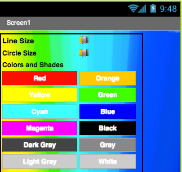 9:48
Screen1
Line Size
Circle Size
Colors and Shades
Red Orange
Yellow Green
Cyan Blue
Magenta Black
Dark Gray Gray
Light Gray White